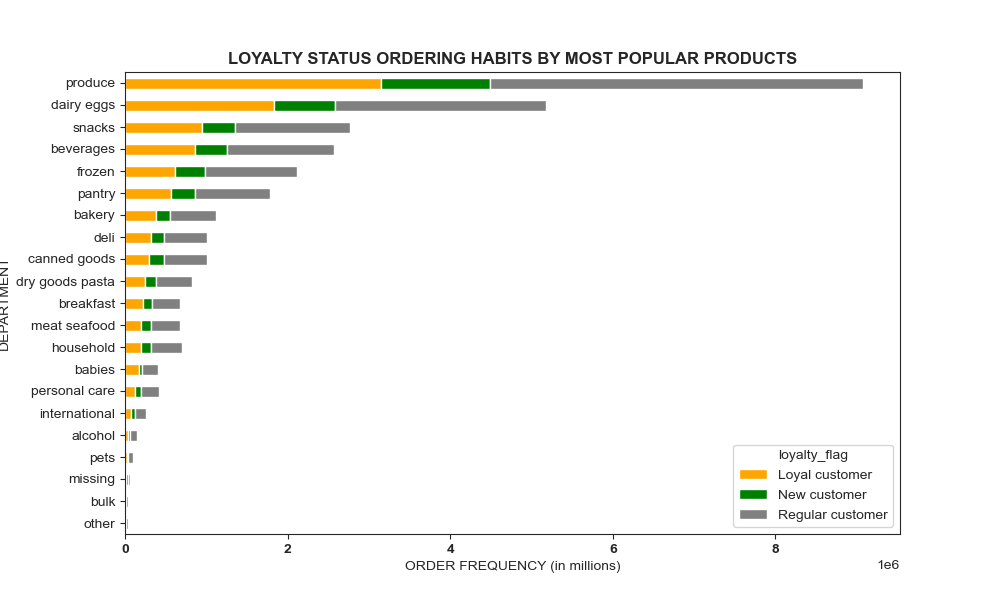 LOYALTY STATUS ORDERING HABITS BY MOST POPULAR PRODUCTS
DEPARTMENT
produce
dairy eggs
snacks
beverages
frozen
pantry
bakery
deli
canned goods
dry goods pasta
breakfast
meat seafood
household
babies
personal care
international
alcohol
pets
missing
bulk
other
loyalty_flag
Loyal customer
New customer
Regular customer
0 2 4 6 8
1e6
ORDER FREQUENCY (in millions)